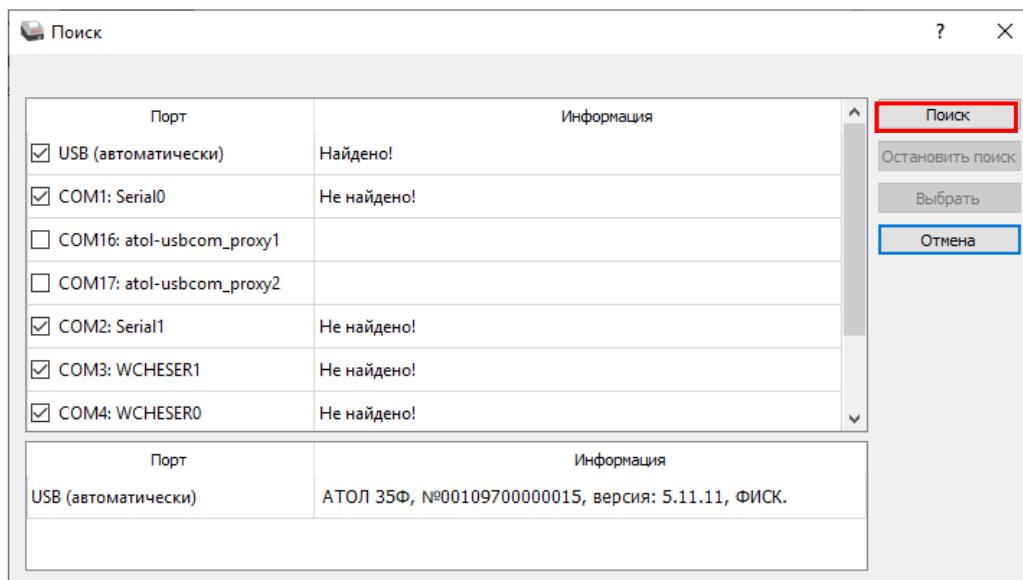 Поиск
?
Порт Информация
Поиск
USB (автоматически) Найдено!
Остановить поиск
COM1: Serial0 Не найдено!
Выбрать
COM16: atol-usbcom_proxy1
Отмена
COM17: atol-usbcom_proxy2
COM2: Serial1 Не найдено!
COM3: WCHESER1 Не найдено!
COM4: WCHESER0 Не найдено!
Порт Информация
USB (автоматически) АТОЛ 35Ф, №00109700000015, версия: 5.11.11, ФИСК.